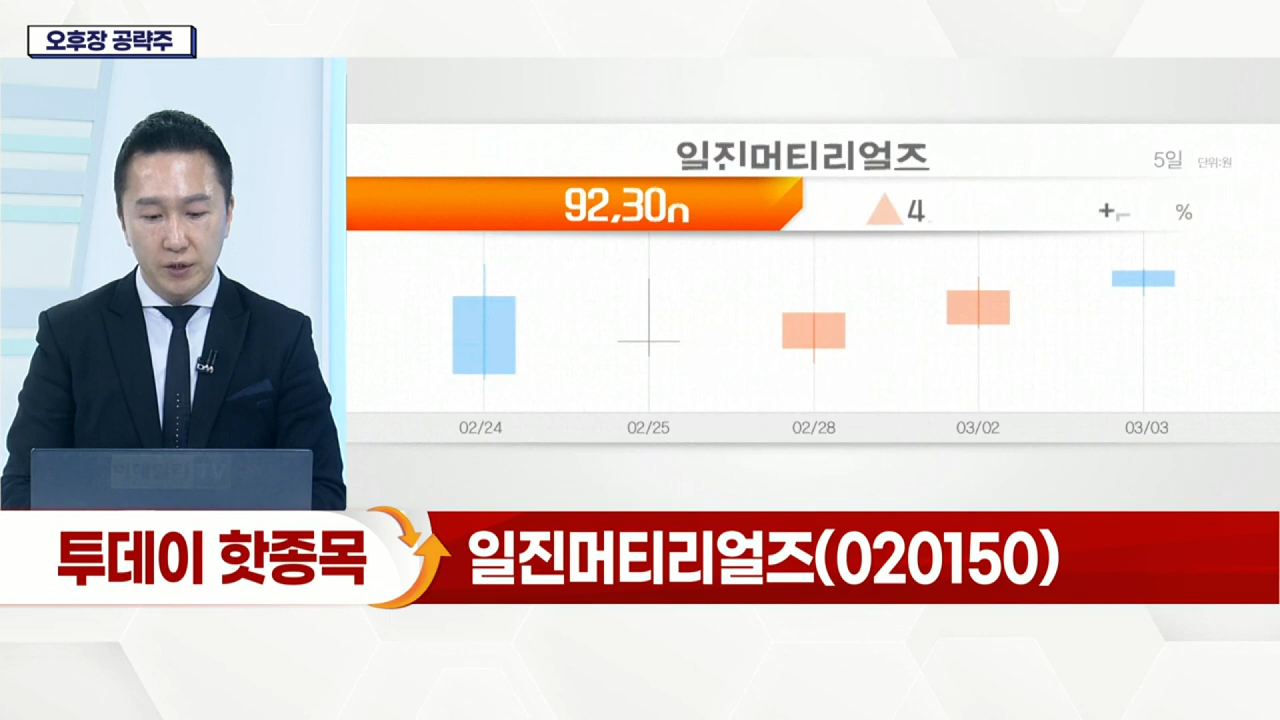 오후장 공략주
일진머티리얼즈
5일 단위:원
4
%
02/24 02/25 02/28 03/02 03/03
투데이 핫종목
일진머티리얼즈(020150)